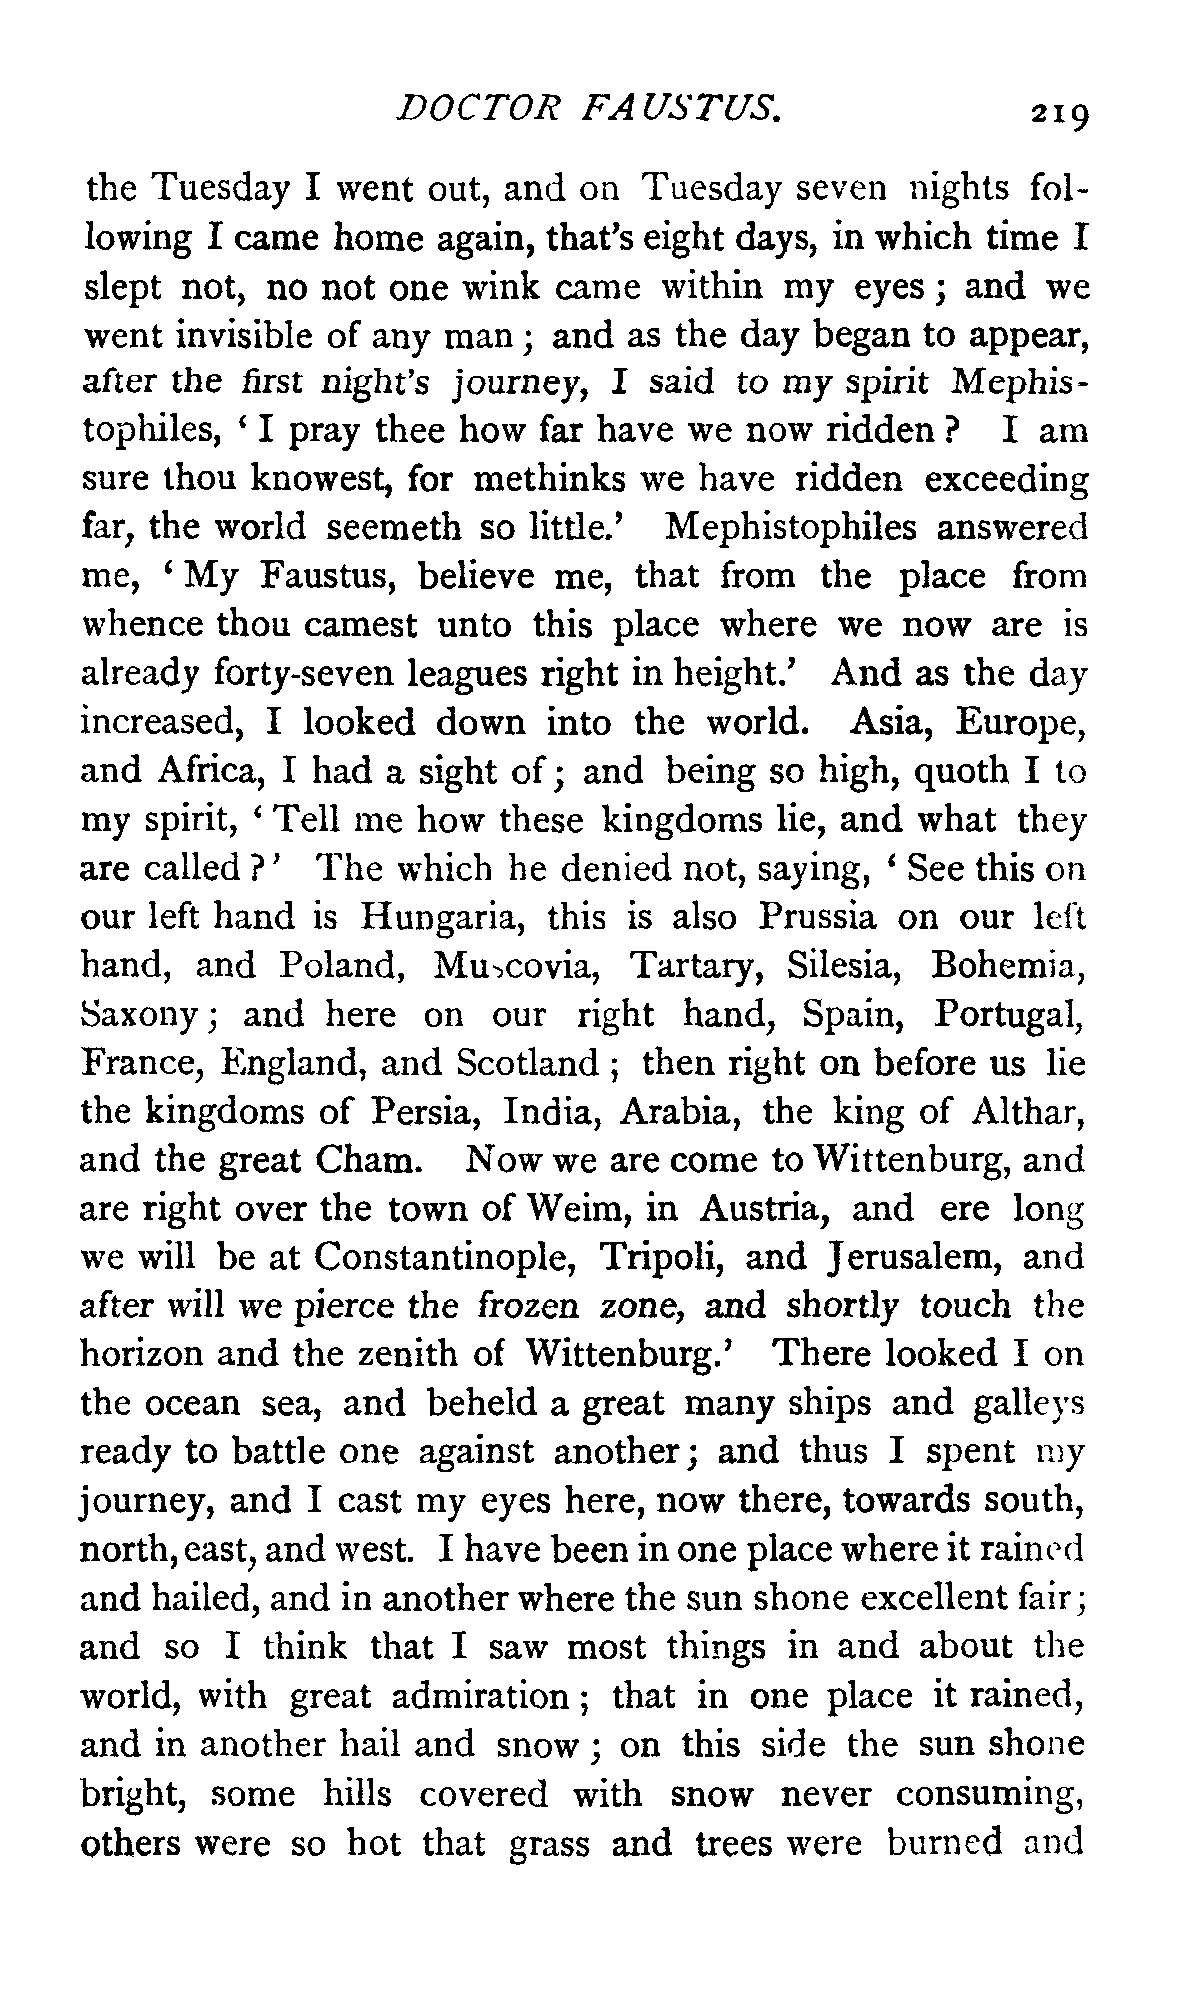 DOCTOR FAUSTUS. 219
the Tuesday I went out, and on Tuesday seven nights fol-
lowing I came home again, that's eight days, in which time I
slept not, no not one wink came within my eyes ; and we
went invisible of any man ; and as the day began to appear,
after the first night's journey, I said to my spirit Mephis-
tophiles, ‘ I pray thee how far have we now ridden ? I am
sure thou knowest, for methinks we have ridden exceeding
far, the world seemeth so little.’ Mephistophiles answered
me, ‘ My Faustus, believe me, that from the place from
whence thou camest unto this place where we now are is
already forty-seven leagues right in height.’ And as the day
increased, I looked down into the world. Asia, Europe,
and Africa, I had a sight of ; and being so high, quoth I to
my spirit, ‘ Tell me how these kingdoms lie, and what they
are called ? ’ The which he denied not, saying, ‘ See this on
our left hand is Hungaria, this is also Prussia on our left
hand, and Poland, Muscovia, Tartary, Silesia, Bohemia,
Saxony ; and here on our right hand, Spain, Portugal,
France, England, and Scotland ; then right on before us lie
the kingdoms of Persia, India, Arabia, the king of Althar,
and the great Cham. Now we are come to Wittenburg, and
are right over the town of Weim, in Austria, and ere long
we will be at Constantinople, Tripoli, and Jerusalem, and
after will we pierce the frozen zone, and shortly touch the
horizon and the zenith of Wittenburg.’ There looked I on
the ocean sea, and beheld a great many ships and galleys
ready to battle one against another ; and thus I spent my
journey, and I cast my eyes here, now there, towards south,
north, east, and west. I have been in one place where it rained
and hailed, and in another where the sun shone excellent fair ;
and so I think that I saw most things in and about the
world, with great admiration ; that in one place it rained,
and in another hail and snow ; on this side the sun shone
bright, some hills covered with snow never consuming,
others were so hot that grass and trees were burned and